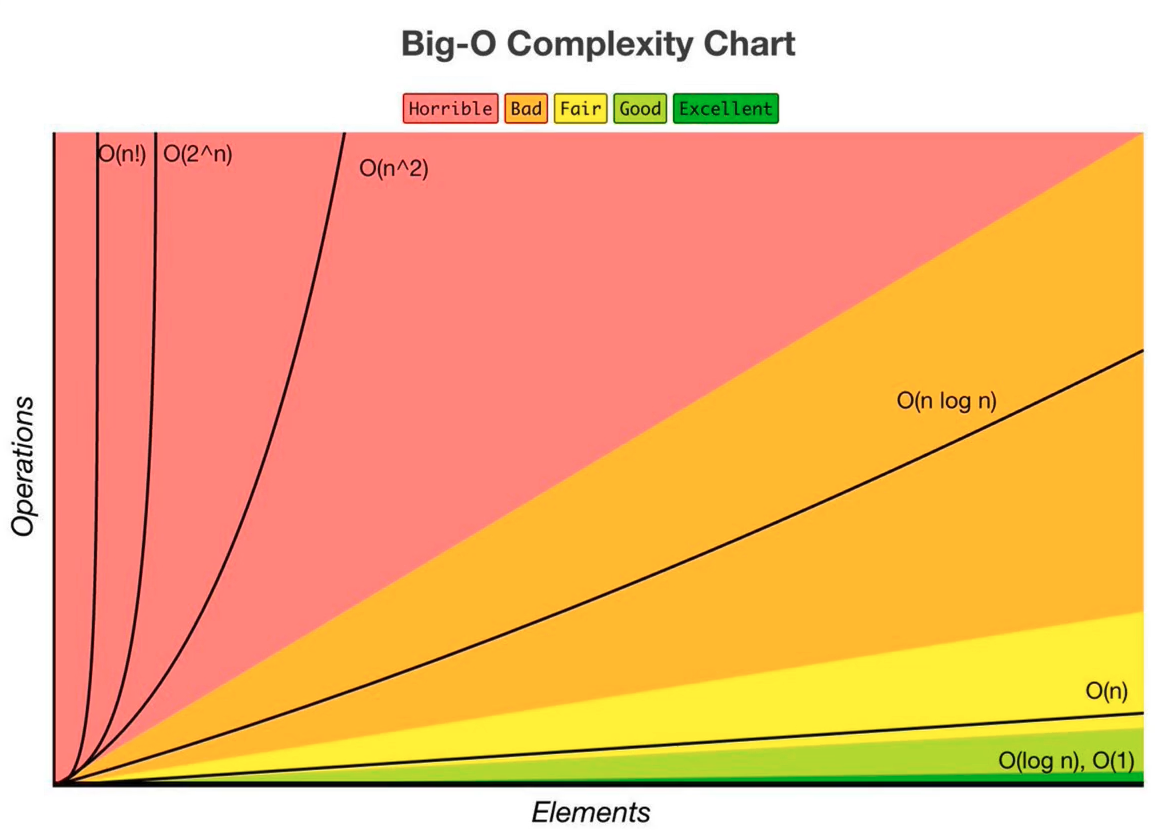 Big-O Complexity Chart
Horrible Bad Fair Good Excellent
O(n!) O(2^n)
O(n^2)
O(n log n)
Operations
O(n)
O(log n), O(1)
Elements